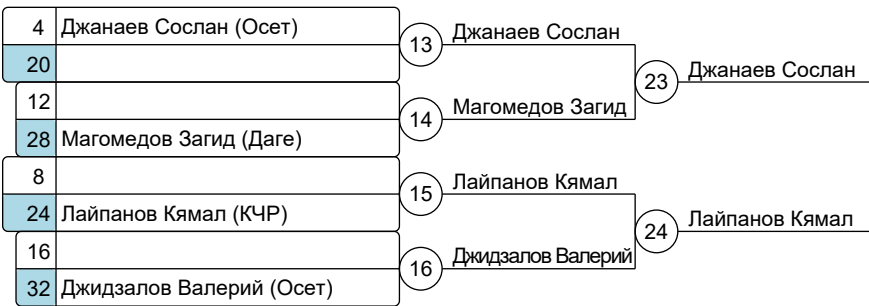 4 Джанаев Сослан (Осет)
20
13 Джанаев Сослан
12
28 Магомедов Загид (Даге)
14 Магомедов Загид
23 Джанаев Сослан
8
24 Лайпанов Кямал (КЧР)
15 Лайпанов Кямал
16
32 Джидзалов Валерий (Осет)
16 Джидзалов Валерий
24 Лайпанов Кямал